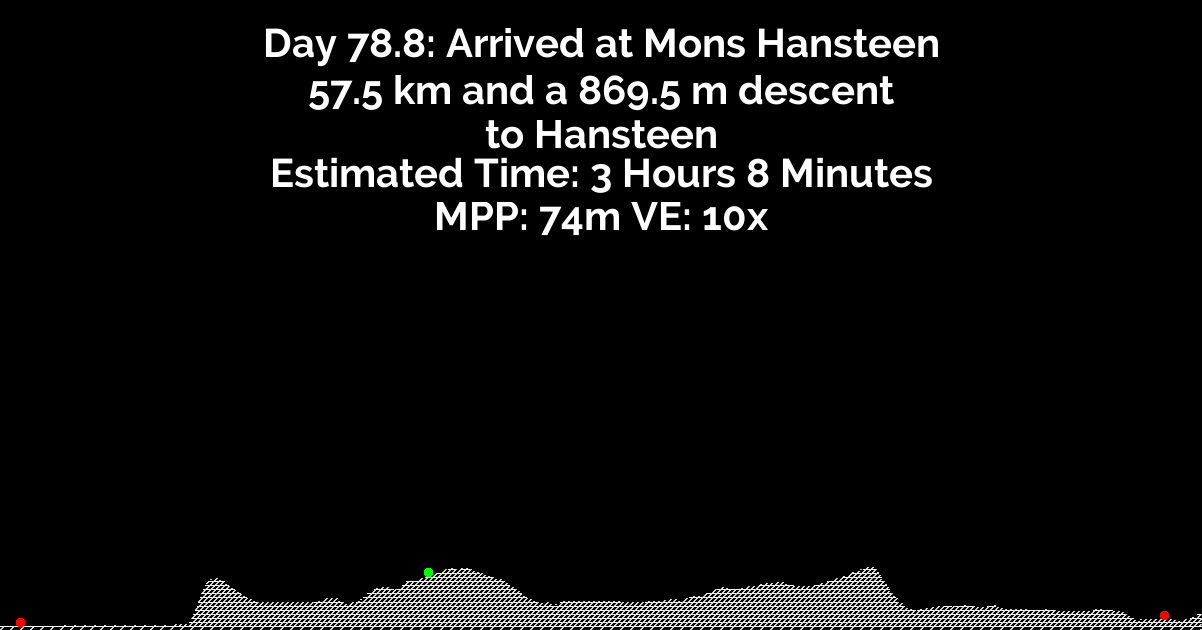 Day 78.8: Arrived at Mons Hansteen
57.5 km and a 869.5 m descent
to Hansteen
Estimated Time: 3 Hours 8 Minutes
MPP: 74m VE: 10x